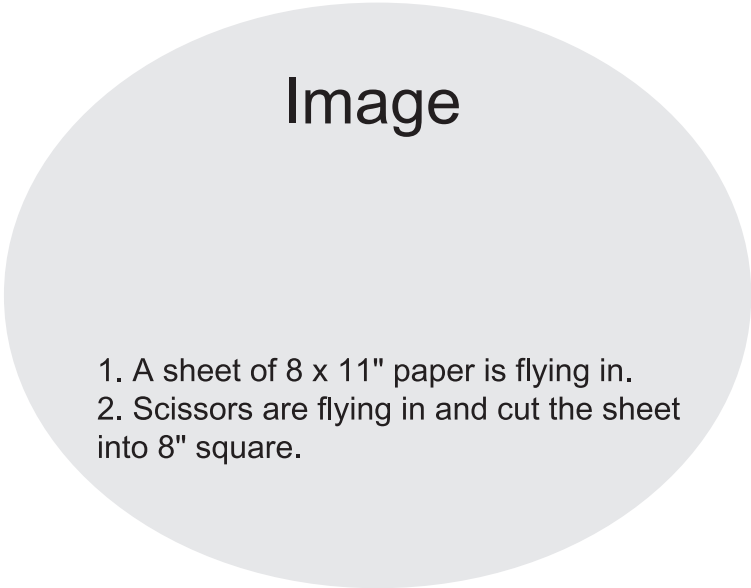 Image
1. A sheet of 8 x 11" paper is flying in.
2. Scissors are flying in and cut the sheet
into 8" square.